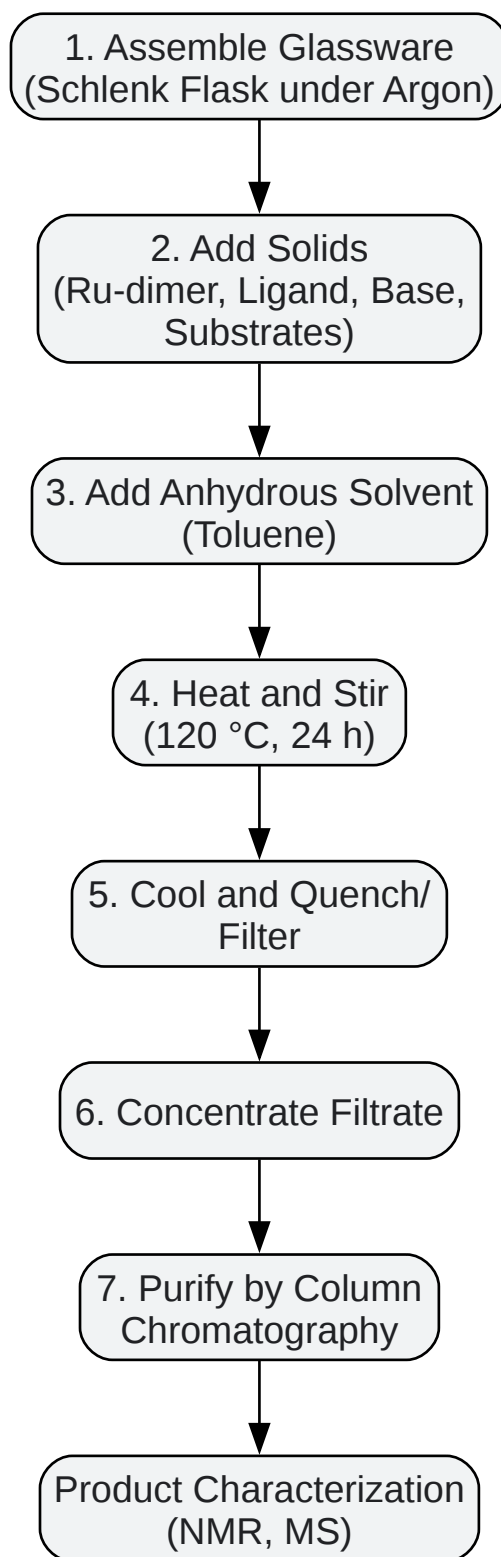 1. Assemble Glassware
(Schlenk Flask under Argon)
2. Add Solids
(Ru-dimer, Ligand, Base,
Substrates)
3. Add Anhydrous Solvent
(Toluene)
4. Heat and Stir
(120 °C, 24 h)
5. Cool and Quench/
Filter
6. Concentrate Filtrate
7. Purify by Column
Chromatography
Product Characterization
(NMR, MS)